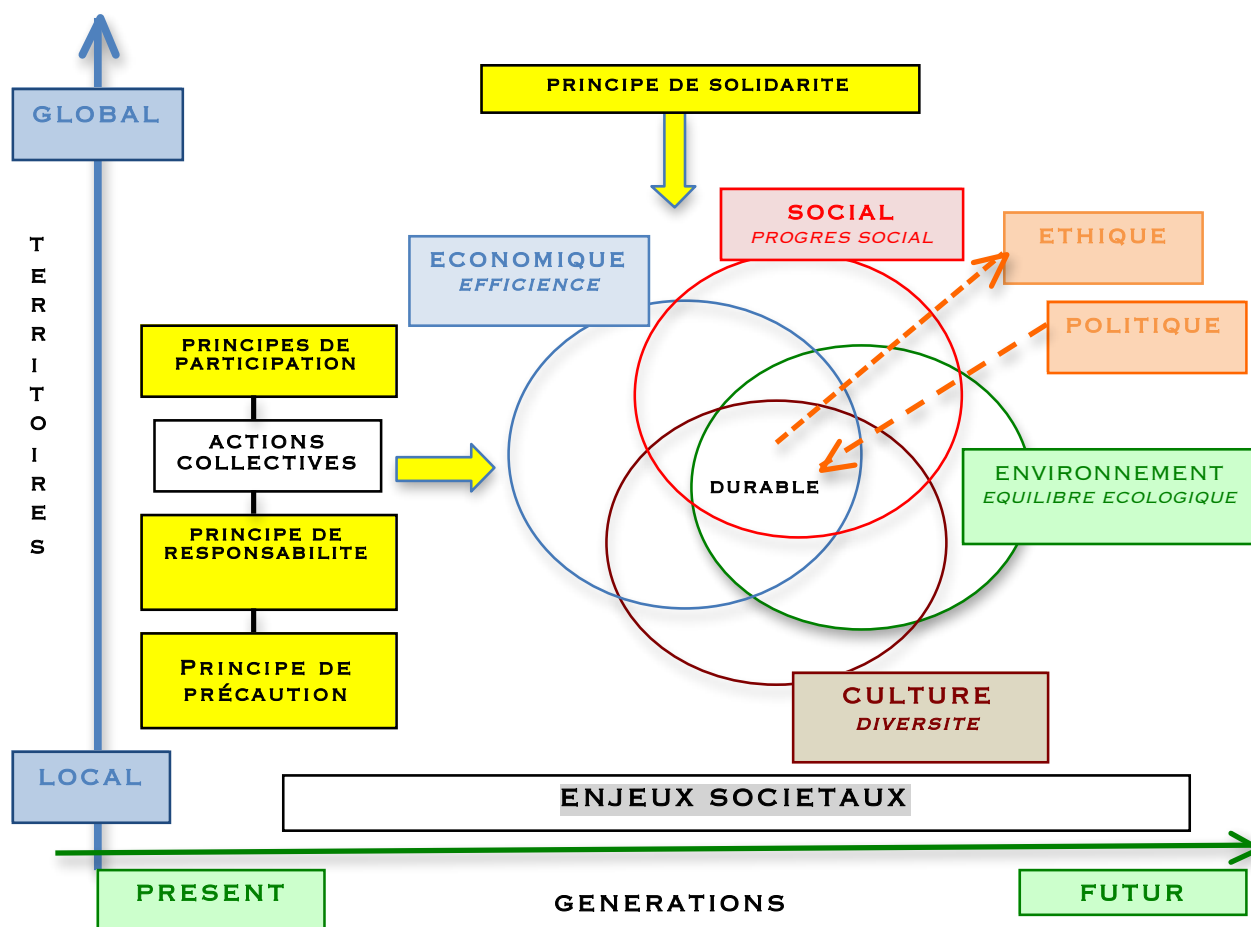 PRINCIPE DE SOLIDARITE
GLOBAL
SOCIAL
PROGRES SOCIAL
ETHIQUE
ECONOMIQUE
EFFICIENCE
TERRITOIRES
POLITIQUE
PRINCIPES DE
PARTICIPATION
ACTIONS
COLLECTIVES
ENVIRONNEMENT
EQUILIBRE ECOLOGIQUE
DURABLE
PRINCIPE DE
RESPONSABILITE
PRINCIPE DE
PRÉCAUTION
CULTURE
DIVERSITE
LOCAL
ENJEUX SOCIETAUX
PRESENT
GENERATIONS
FUTUR